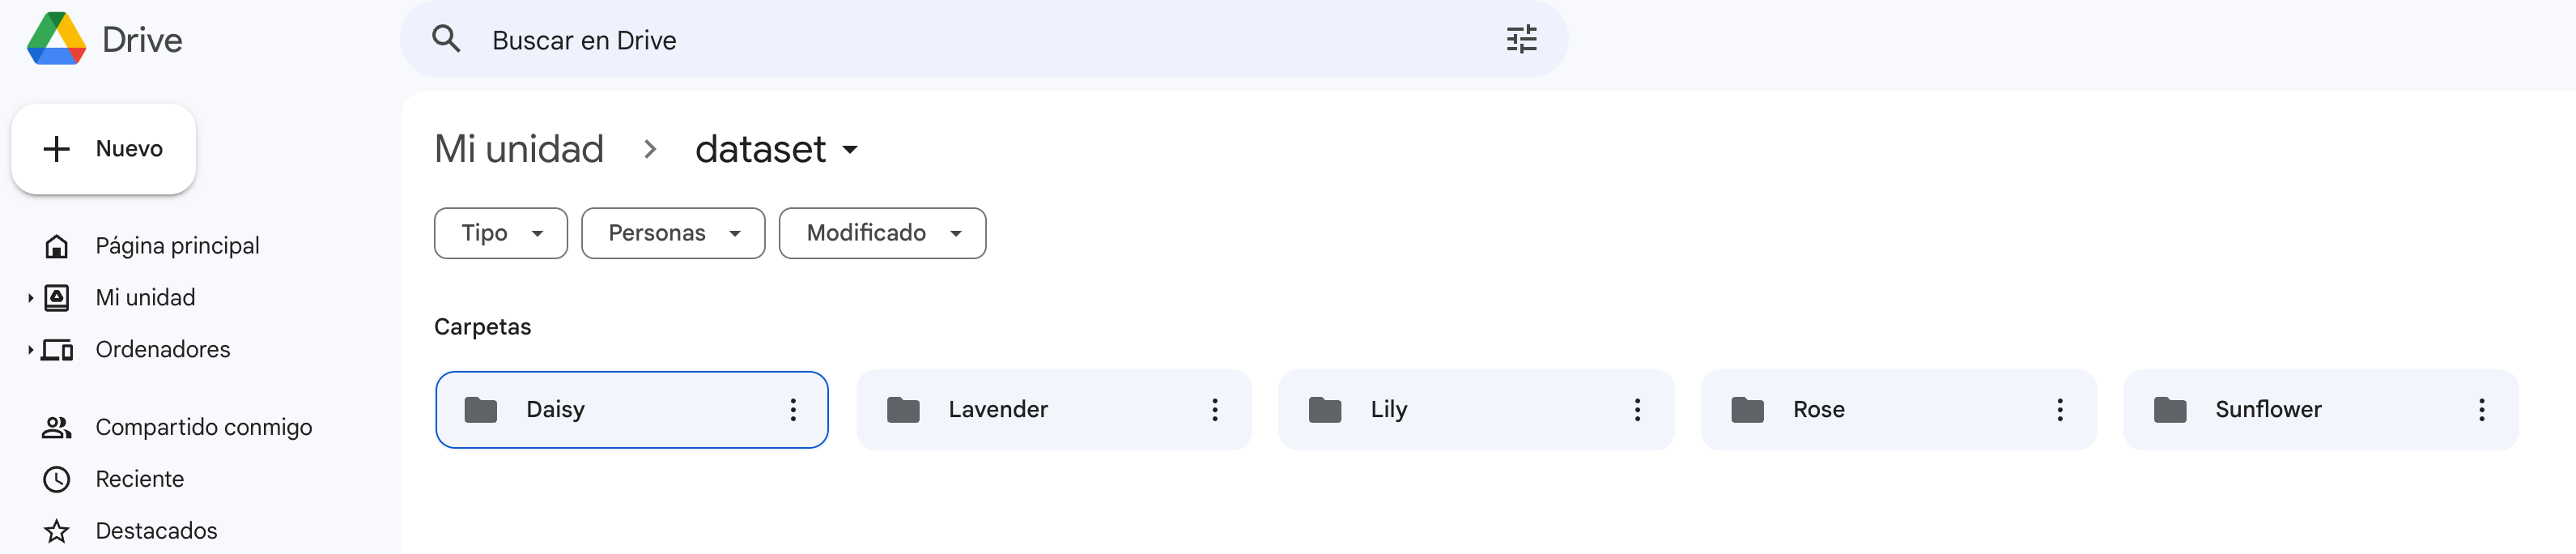 Drive
Buscar en Drive
Nuevo
Mi unidad > dataset
Tipo
Personas
Modificado
Página principal
Mi unidad
Ordenadores
Carpetas
Daisy
Lavender
Lily
Rose
Sunflower
Compartido conmigo
Reciente
Destacados